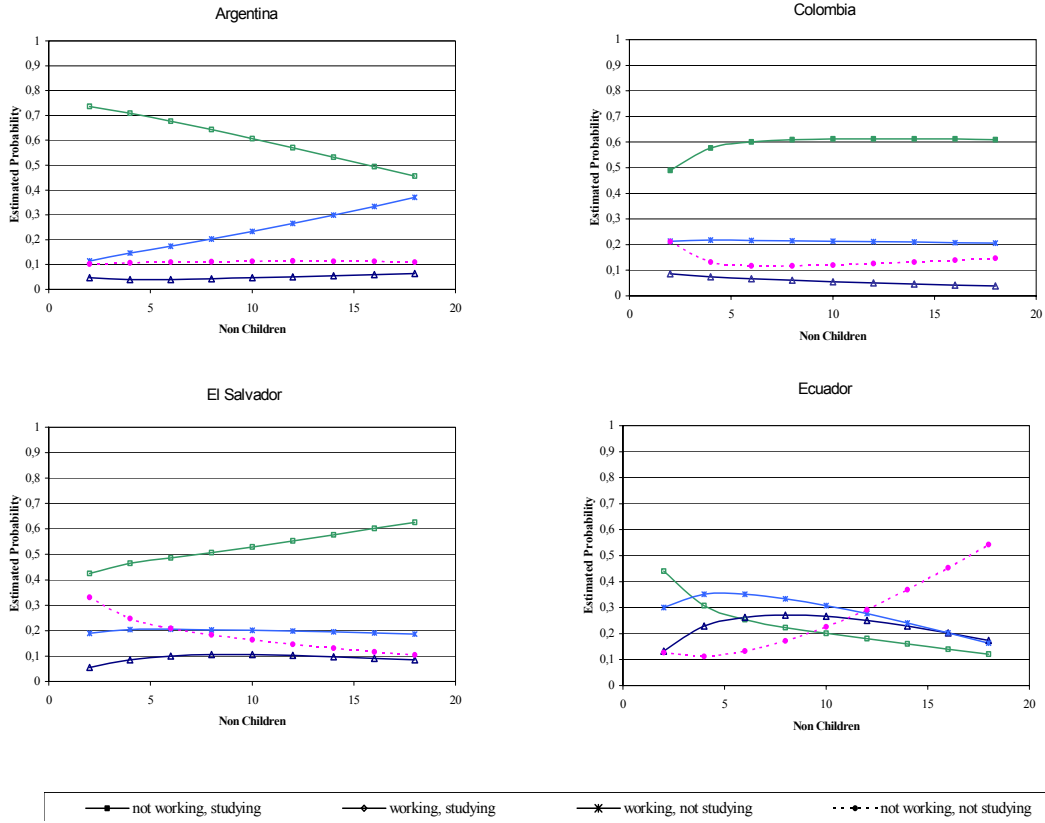 Argentina
1
0,9
0,8
0,7
0,6
0,5
0,4
0,3
0,2
0,1
0
Estimated Probability
0 5 10 15 20
Non Children
Colombia
1
0,9
0,8
0,7
0,6
0,5
0,4
0,3
0,2
0,1
0
Estimated Probability
0 5 10 15 20
Non Children
El Salvador
1
0,9
0,8
0,7
0,6
0,5
0,4
0,3
0,2
0,1
0
Estimated Probability
0 5 10 15 20
Non Children
Ecuador
1
0,9
0,8
0,7
0,6
0,5
0,4
0,3
0,2
0,1
0
Estimated Probability
0 5 10 15 20
Non Children
not working, studying working, studying working, not studying not working, not studying